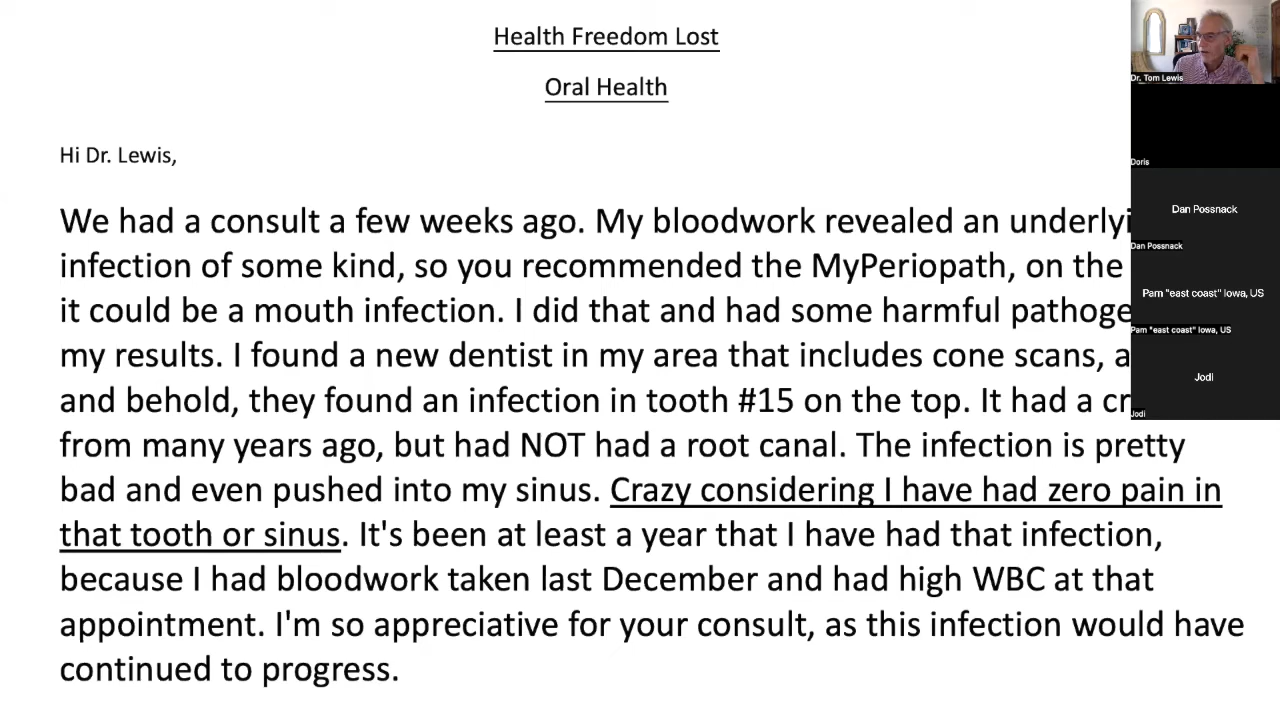 Health Freedom Lost
Oral Health
Hi Dr. Lewis,
We had a consult a few weeks ago. My bloodwork revealed an
infection of some kind, so you recommended the MyPeriopath, on the
it could be a mouth infection. I did that and had some harmful
my results. I found a new dentist in my area that includes cone scans,
and behold, they found an infection in tooth #15 on the top. It had a
from many years ago, but had NOT had a root canal. The infection is pretty
bad and even pushed into my sinus. Crazy considering I have had zero pain in
that tooth or sinus. It's been at least a year that I have had that infection,
because I had bloodwork taken last December and had high WBC at that
appointment. I'm so appreciative for your consult, as this infection would have
continued to progress.
Dr. Tom Lewis
Doris
Dan Possnack
Dan Possnack
Pam "east coast" Iowa, US
Pam "east coast" Iowa, US
Jodi
Jodi